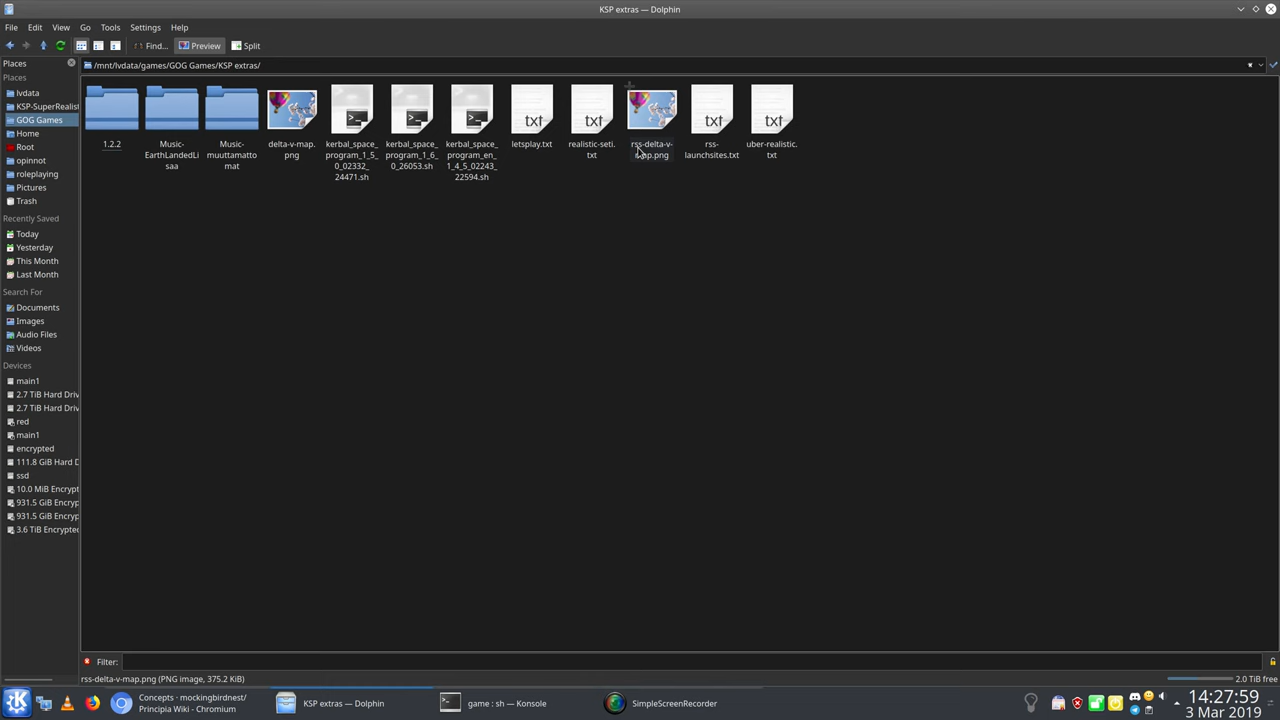 KSP extras — Dolphin
File Edit View Go Tools Settings Help
Find... Preview Split
Places
/mnt/lvdata/games/GOG Games/KSP extras/
Places
lvdata
KSP-SuperRealist
GOG Games
Home
Root
opinnot
roleplaying
Pictures
Trash
Recently Saved
Today
Yesterday
This Month
Last Month
Search For
Documents
Images
Audio Files
Videos
Devices
main1
2.7 TiB Hard Driv
2.7 TiB Hard Driv
red
main1
encrypted
111.8 GiB Hard D
ssd
10.0 MiB Encrypt
931.5 GiB Encryp
931.5 GiB Encryp
3.6 TiB Encrypted
1.2.2
Music-
EarthLandedLi
saa
Music-
muuttamatto
mat
delta-v-map.
png
kerbal_space_
program_1_5_
0_02332_
24471.sh
kerbal_space_
program_1_6_
0_26053.sh
kerbal_space_
program_en_
1_4_5_02243_
22594.sh
letsplay.txt
realistic-seti.
txt
rss-delta-v-
map.png
rss-
launchsites.txt
uber-realistic.
txt
Filter:
rss-delta-v-map.png (PNG image, 375.2 KiB)
2.0 TiB free
Concepts · mockingbirdnest/
Principia Wiki - Chromium
KSP extras — Dolphin
game : sh — Konsole
SimpleScreenRecorder
14:27:59
3 Mar 2019